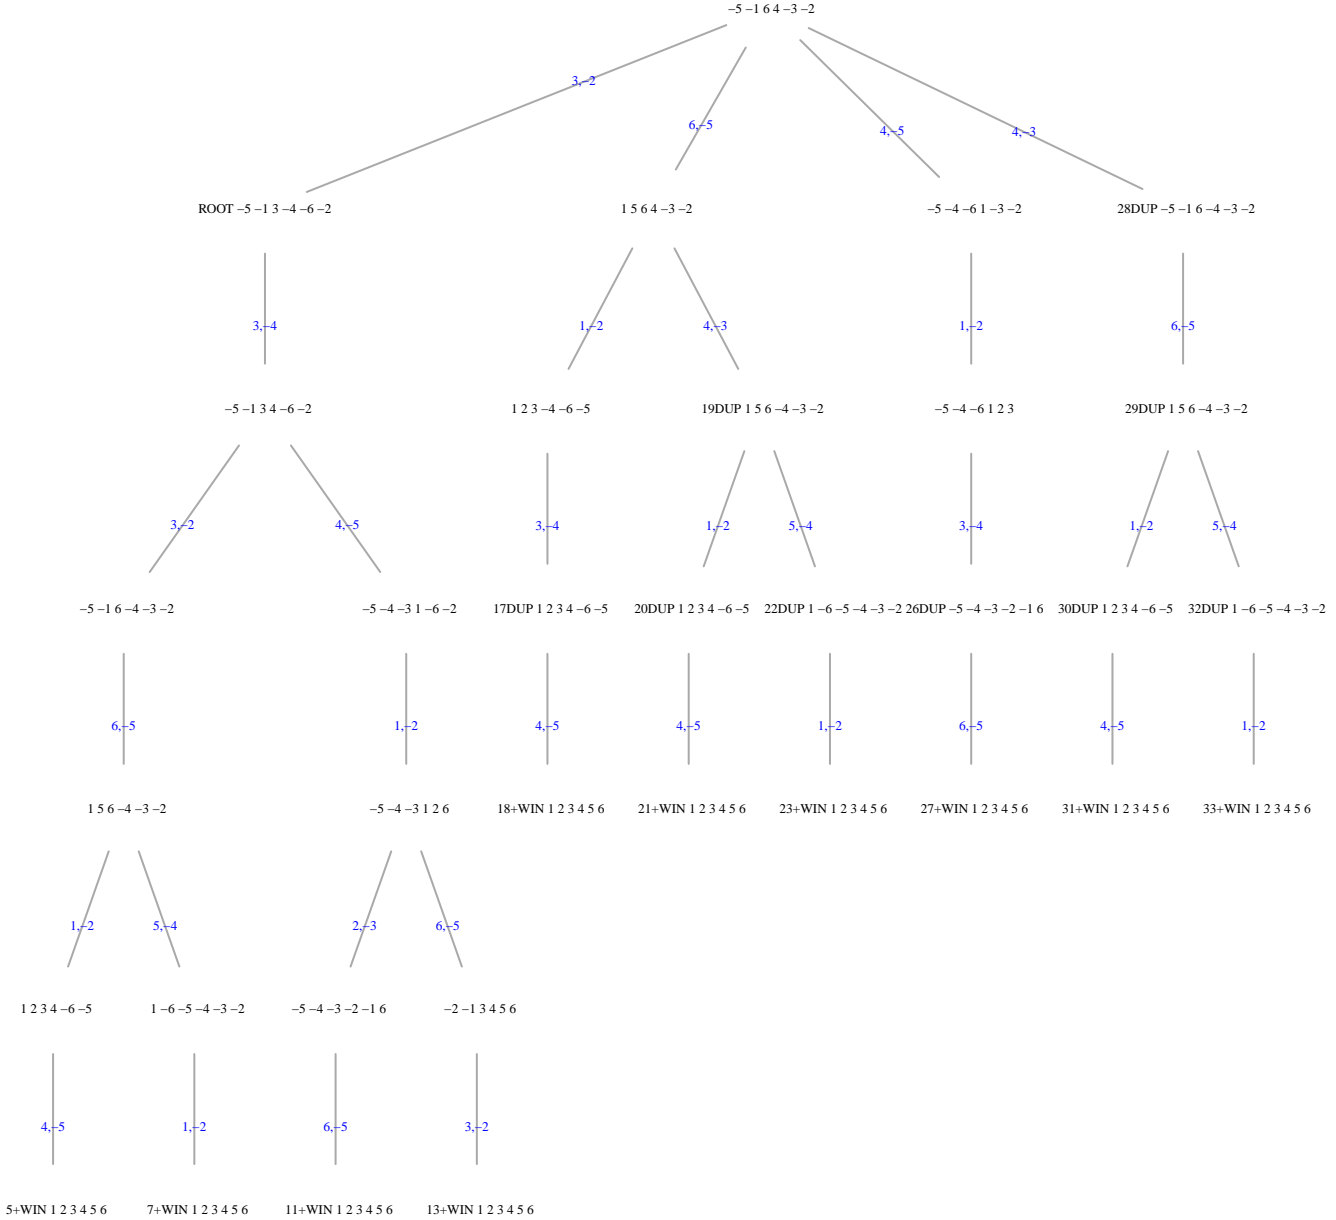 −5 −1 6 4 −3 −2
3,−2
6,−5
4,−5
4,−3
ROOT −5 −1 3 −4 −6 −2
1 5 6 4 −3 −2
−5 −4 −6 1 −3 −2
28DUP −5 −1 6 −4 −3 −2
3,−4
1,−2
4,−3
1,−2
6,−5
−5 −1 3 4 −6 −2
1 2 3 −4 −6 −5
19DUP 1 5 6 −4 −3 −2
−5 −4 −6 1 2 3
29DUP 1 5 6 −4 −3 −2
3,−2
4,−5
3,−4
1,−2
5,−4
3,−4
1,−2
5,−4
−5 −1 6 −4 −3 −2
−5 −4 −3 1 −6 −2
17DUP 1 2 3 4 −6 −5
20DUP 1 2 3 4 −6 −5
22DUP 1 −6 −5 −4 −3 −2
26DUP −5 −4 −3 −2 −1 6
30DUP 1 2 3 4 −6 −5
32DUP 1 −6 −5 −4 −3 −2
6,−5
1,−2
4,−5
4,−5
1,−2
6,−5
4,−5
1,−2
1 5 6 −4 −3 −2
−5 −4 −3 1 2 6
18+WIN 1 2 3 4 5 6
21+WIN 1 2 3 4 5 6
23+WIN 1 2 3 4 5 6
27+WIN 1 2 3 4 5 6
31+WIN 1 2 3 4 5 6
33+WIN 1 2 3 4 5 6
1,−2
5,−4
2,−3
6,−5
1 2 3 4 −6 −5
1 −6 −5 −4 −3 −2
−5 −4 −3 −2 −1 6
−2 −1 3 4 5 6
4,−5
1,−2
6,−5
3,−2
5+WIN 1 2 3 4 5 6
7+WIN 1 2 3 4 5 6
11+WIN 1 2 3 4 5 6
13+WIN 1 2 3 4 5 6